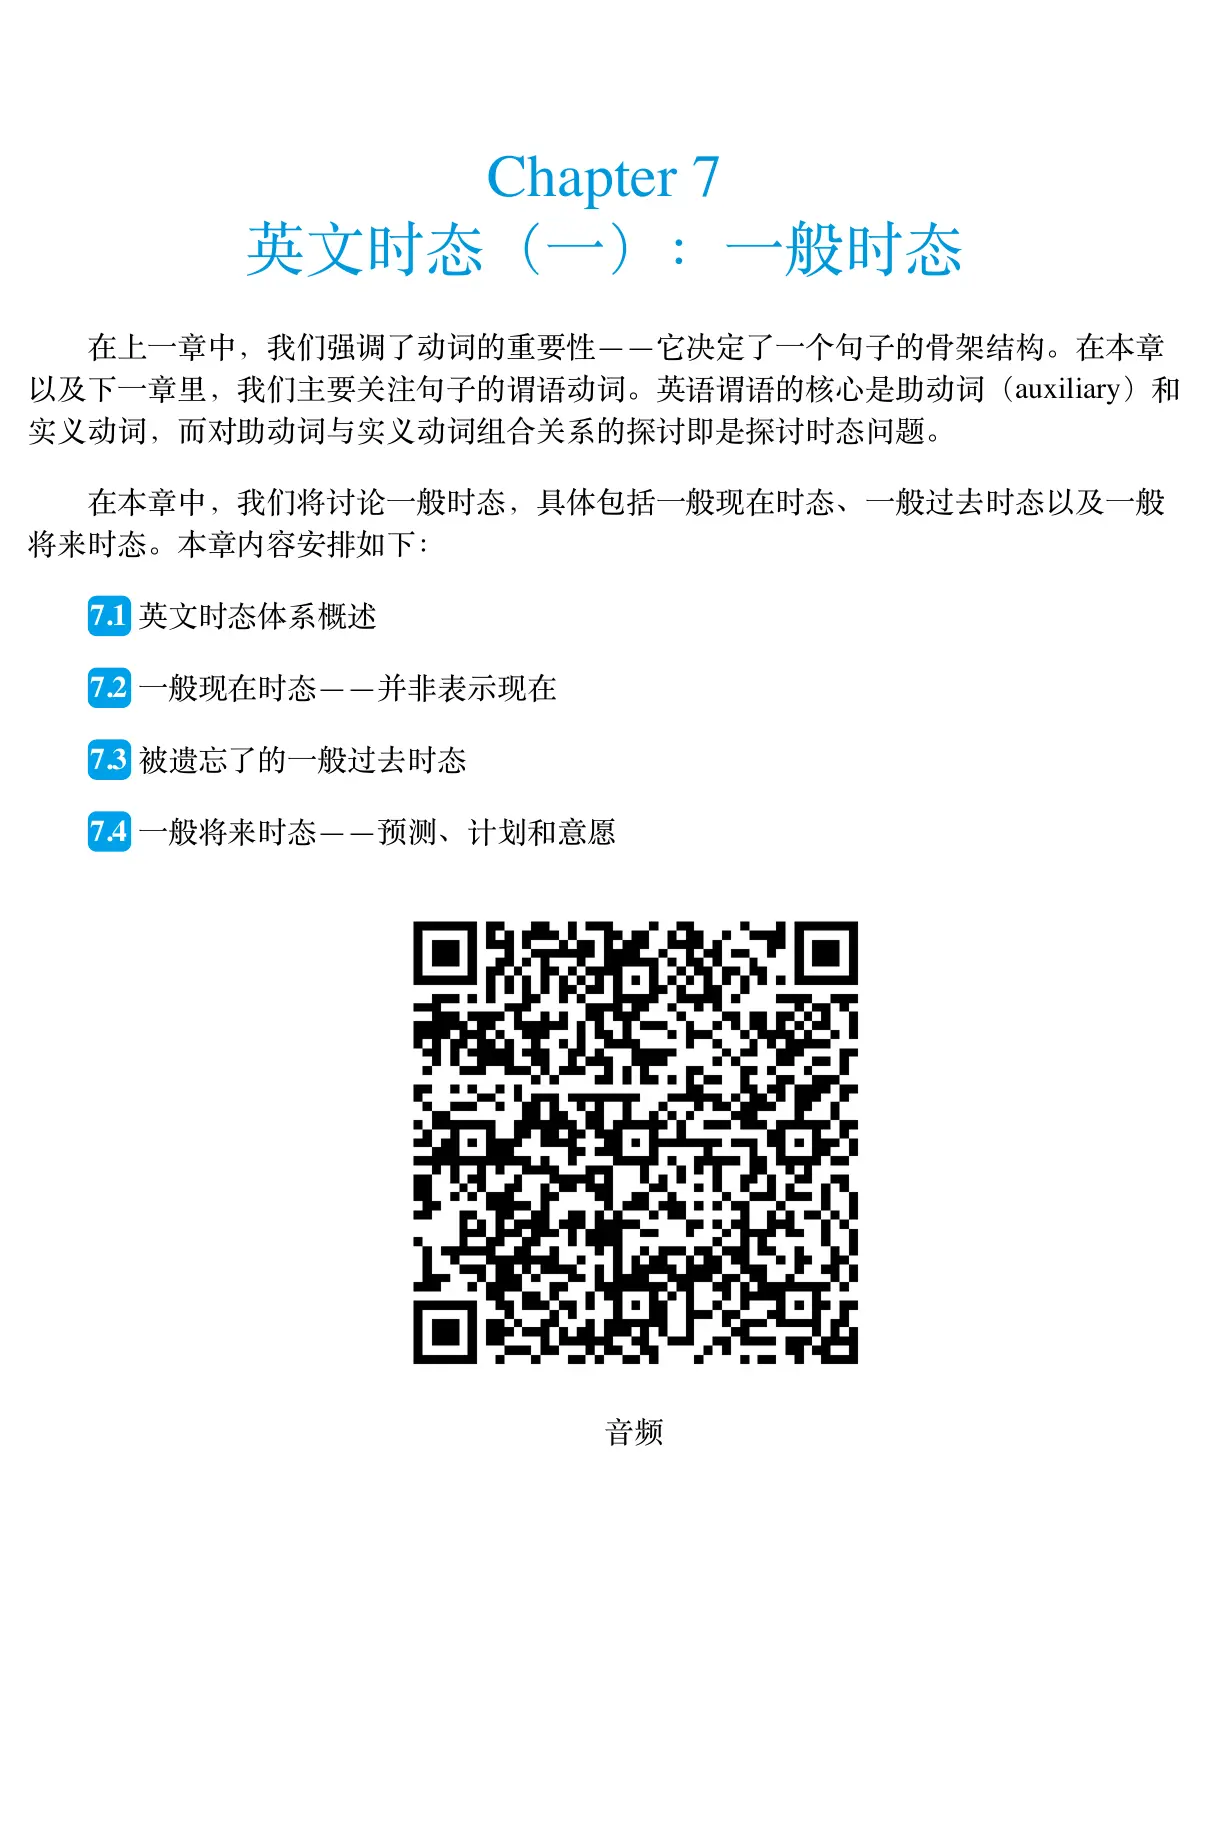 Chapter 7
英文时态（一）：一般时态
在上一章中，我们强调了动词的重要性——它决定了一个句子的骨架结构。在本章
以及下一章里，我们主要关注句子的谓语动词。英语谓语的核心是助动词（auxiliary）和
实义动词，而对助动词与实义动词组合关系的探讨即是探讨时态问题。
在本章中，我们将讨论一般时态，具体包括一般现在时态、一般过去时态以及一般
将来时态。本章内容安排如下：
7.1 英文时态体系概述
7.2 一般现在时态——并非表示现在
7.3 被遗忘了的一般过去时态
7.4 一般将来时态——预测、计划和意愿
音频